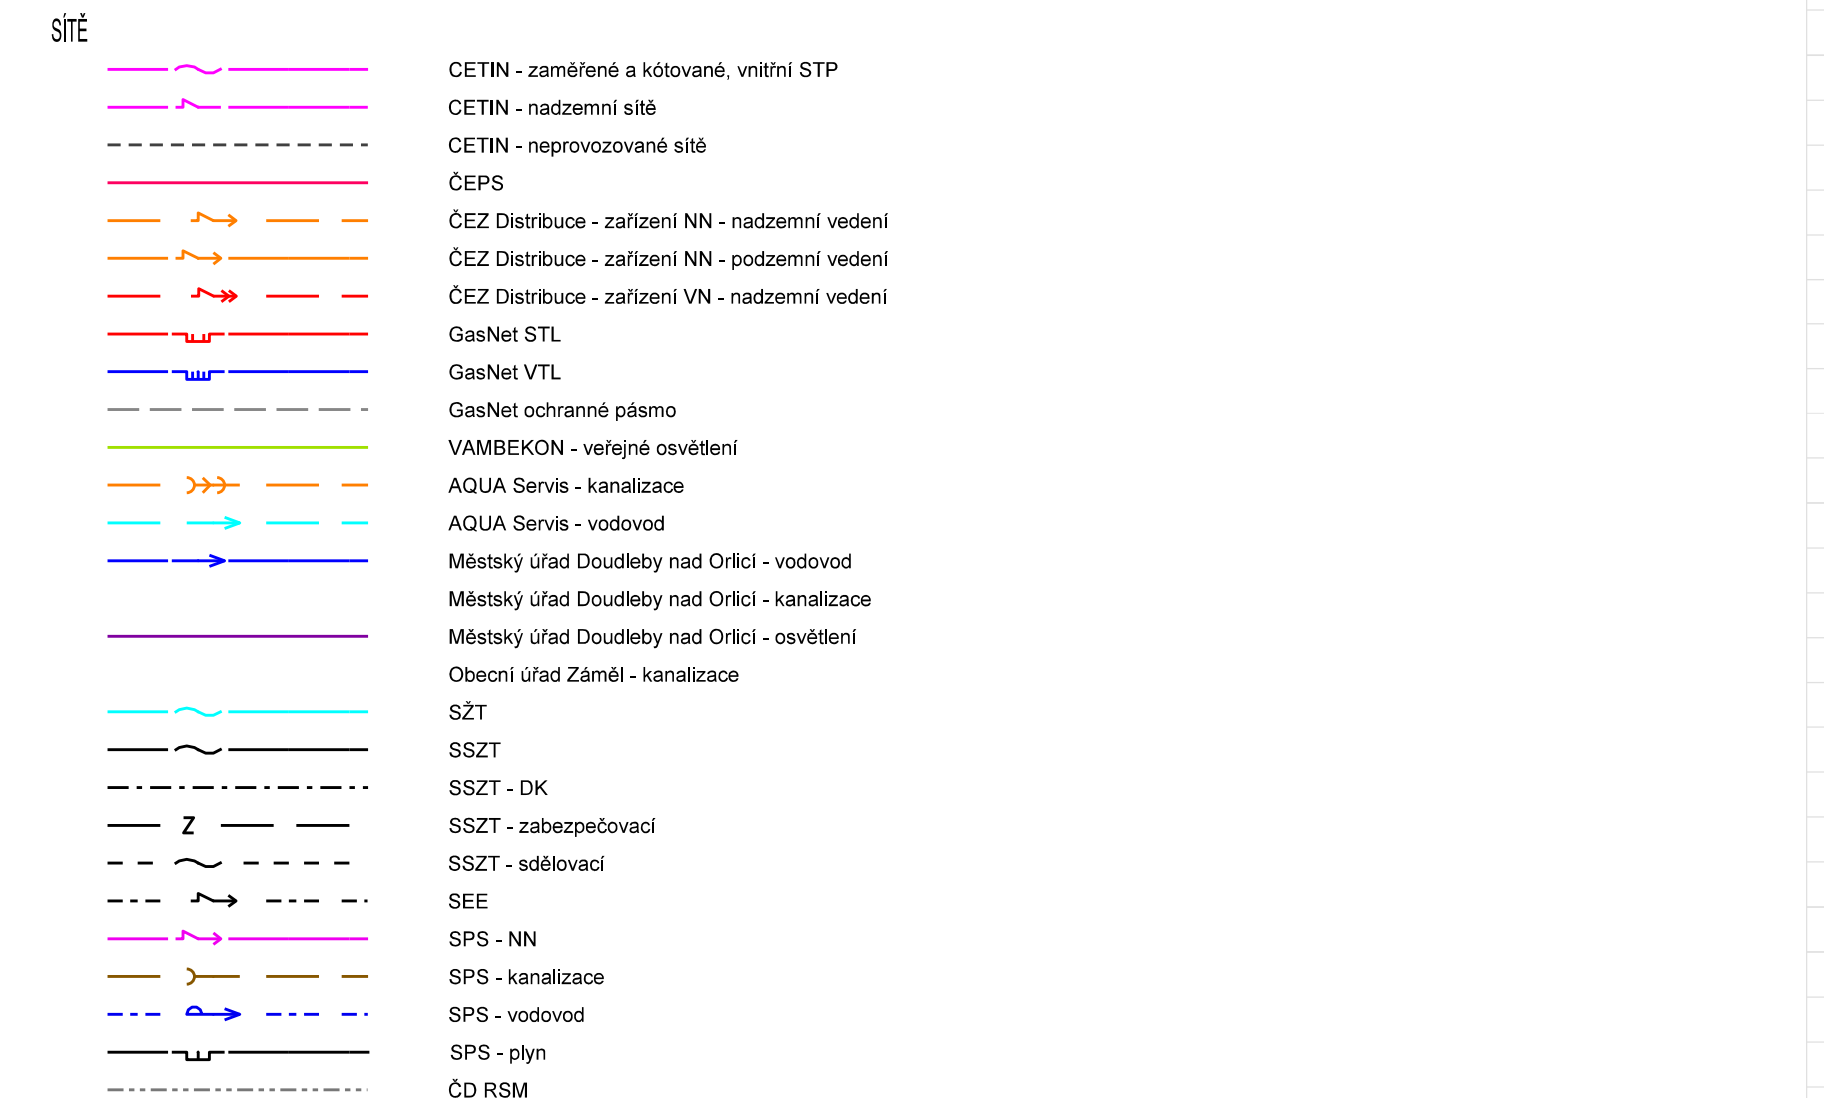 SÍTĚ
CETIN - zaměřené a kótované, vnitřní STP
CETIN - nadzemní sítě
CETIN - neprovozované sítě
ČEPS
ČEZ Distribuce - zařízení NN - nadzemní vedení
ČEZ Distribuce - zařízení NN - podzemní vedení
ČEZ Distribuce - zařízení VN - nadzemní vedení
GasNet STL
GasNet VTL
GasNet ochranné pásmo
VAMBEKON - veřejné osvětlení
AQUA Servis - kanalizace
AQUA Servis - vodovod
Městský úřad Doudleby nad Orlicí - vodovod
Městský úřad Doudleby nad Orlicí - kanalizace
Městský úřad Doudleby nad Orlicí - osvětlení
Obecní úřad Záměl - kanalizace
SŽT
SSZT
SSZT - DK
Z SSZT - zabezpečovací
SSZT - sdělovací
SEE
SPS - NN
SPS - kanalizace
SPS - vodovod
SPS - plyn
ČD RSM